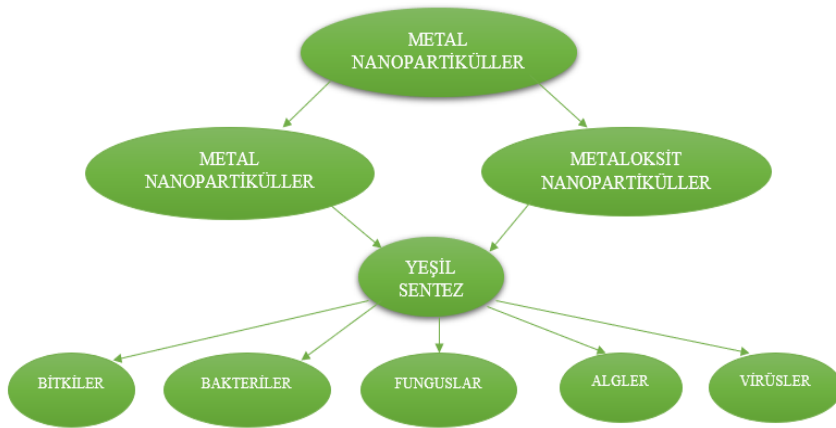 METAL
NANOPARTİKÜLLER
METAL
NANOPARTİKÜLLER
METALOKSİT
NANOPARTİKÜLLER
YEŞİL
SENTEZ
BİTKİLER
BAKTERİLER
FUNGUSLAR
ALGLER
VİRÜSLER